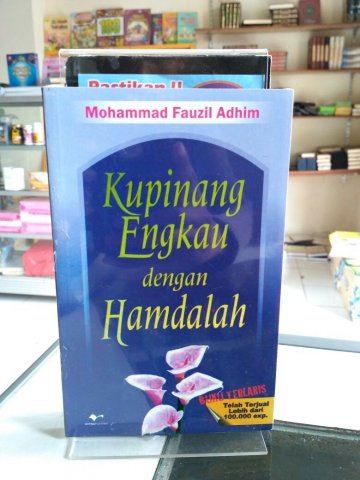 Pastikan !!
Mohammad Fauzil Adhim
Kupinang
Engkau
dengan
Hamdalah
BUKU TERLARIS
Telah Terjual
Lebih dari
100.000 exp.